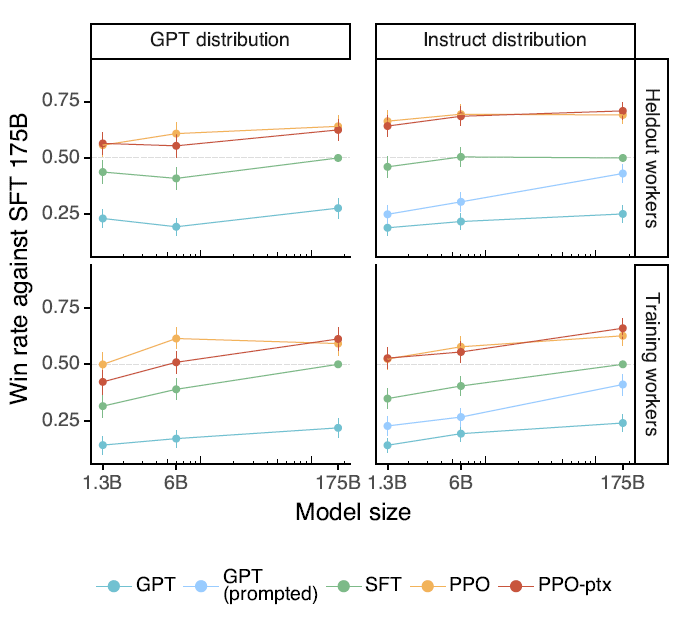 GPT distribution
Instruct distribution
Win rate against SFT 175B
0.75
0.50
0.25
Heldout workers
0.75
0.50
0.25
Training workers
1.3B
6B
175B
1.3B
6B
175B
Model size
GPT
GPT
(prompted)
SFT
PPO
PPO-ptx